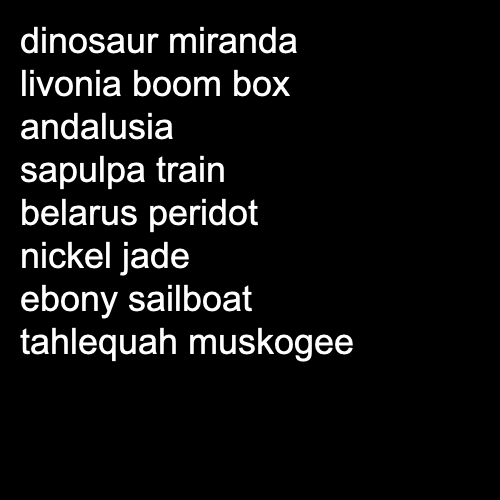 dinosaur miranda
livonia boom box
andalusia
sapulpa train
belarus peridot
nickel jade
ebony sailboat
tahlequah muskogee